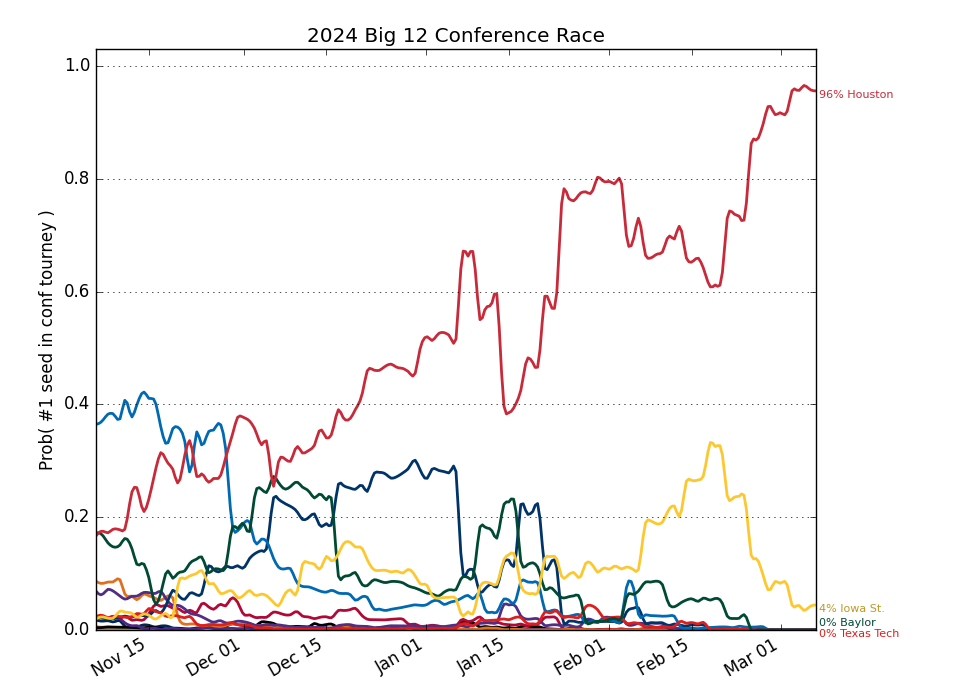 2024 Big 12 Conference Race
Prob( #1 seed in conf tourney )
1.0
0.8
0.6
0.4
0.2
0.0
96% Houston
4% Iowa St.
0% Baylor
0% Texas Tech
Nov 15
Dec 01
Dec 15
Jan 01
Jan 15
Feb 01
Feb 15
Mar 01